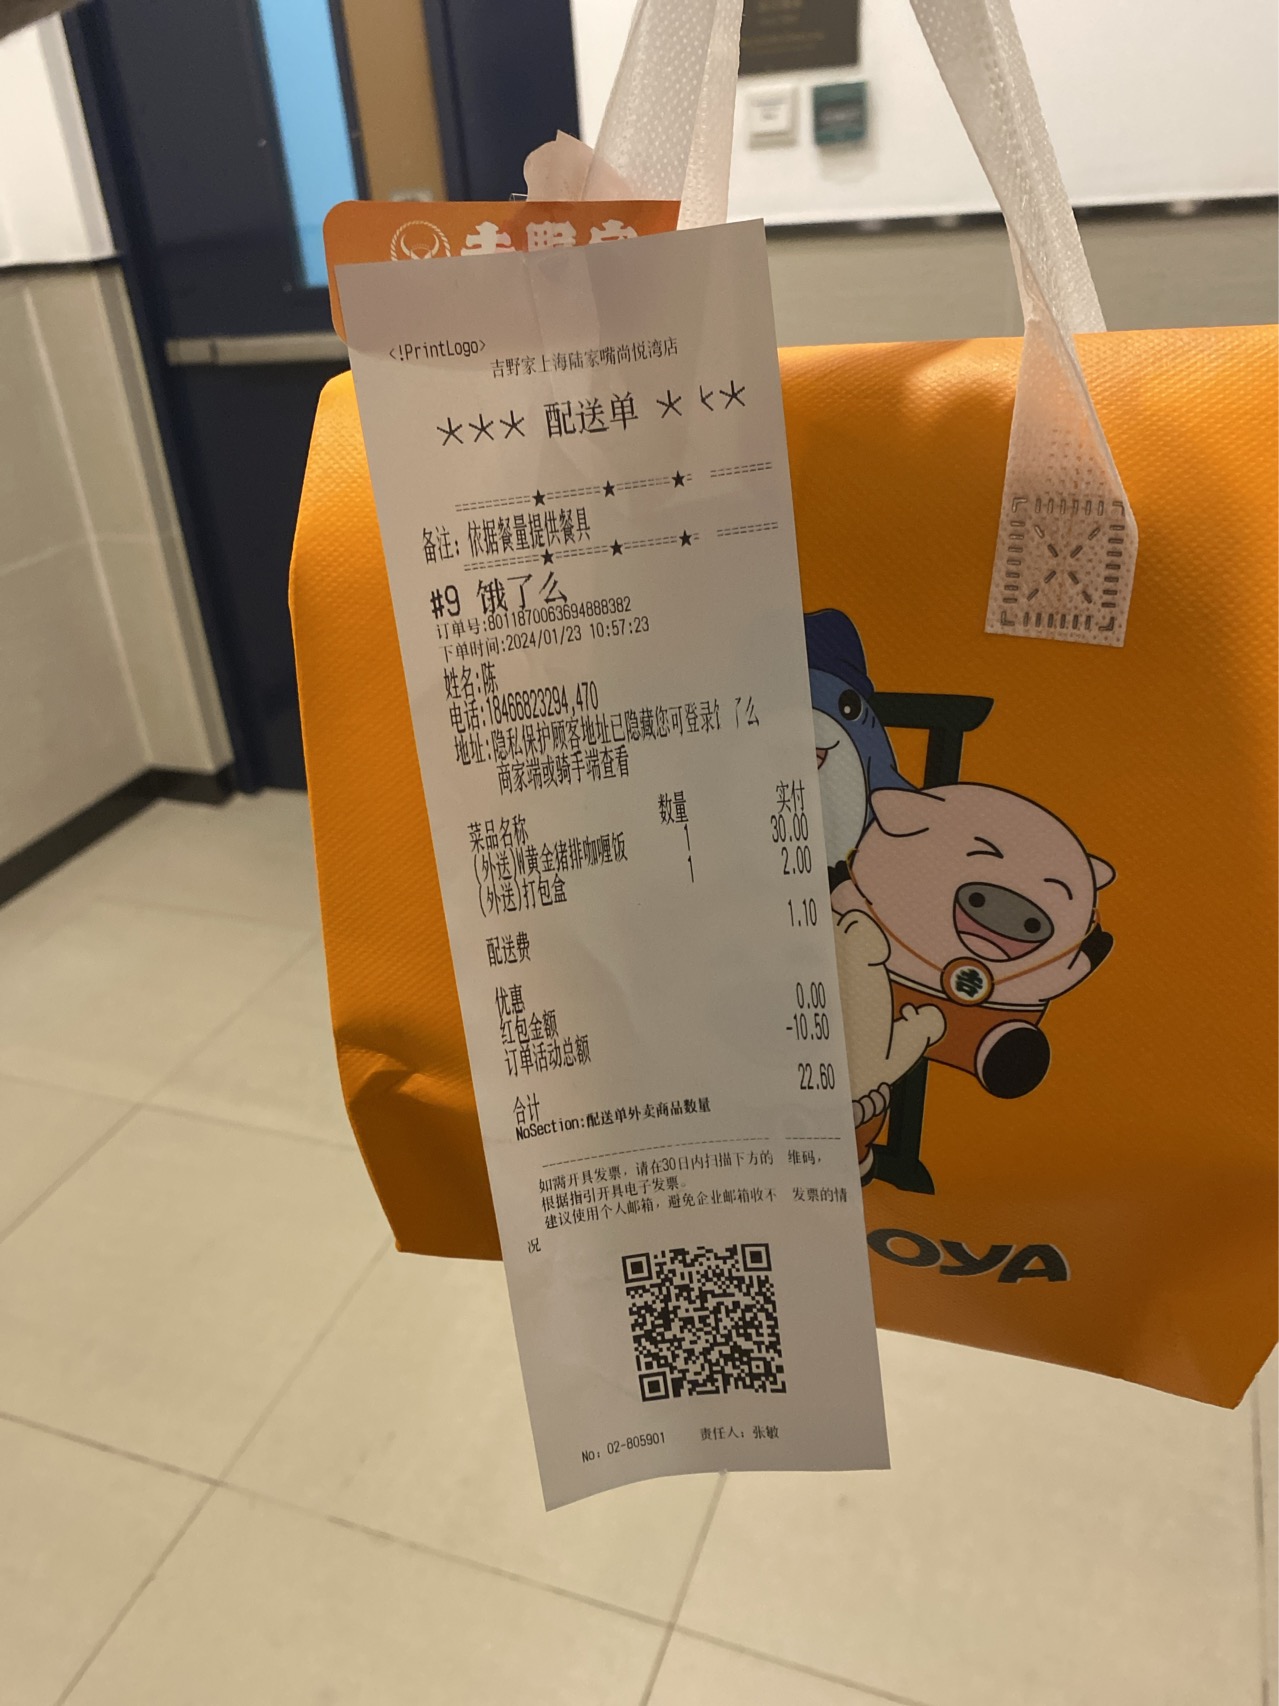 吉野家
<!PrintLogo>
吉野家上海陆家嘴尚悦湾店
*** 配送单 ***
备注: 依据餐量提供餐具
#9 饿了么
订单号:8011870063694888382
下单时间:2024/01/23 10:57:23
姓名:陈
电话:18466823294,470
地址:隐私保护顾客地址已隐藏您可登录饣了么
商家端或骑手端查看
菜品名称 数量 实付
(外送)W黄金猪排咖喱饭 1 30.00
(外送)打包盒 1 2.00
配送费 1.10
优惠
红包金额 0.00
订单活动总额 -10.50
合计 22.60
NoSection:配送单外卖商品数量
如需开具发票，请在30日内扫描下方的 维码，
根据指引开具电子发票。
建议使用个人邮箱，避免企业邮箱收不 发票的情
况
No: 02-805901 责任人: 张敏
吉
OYA